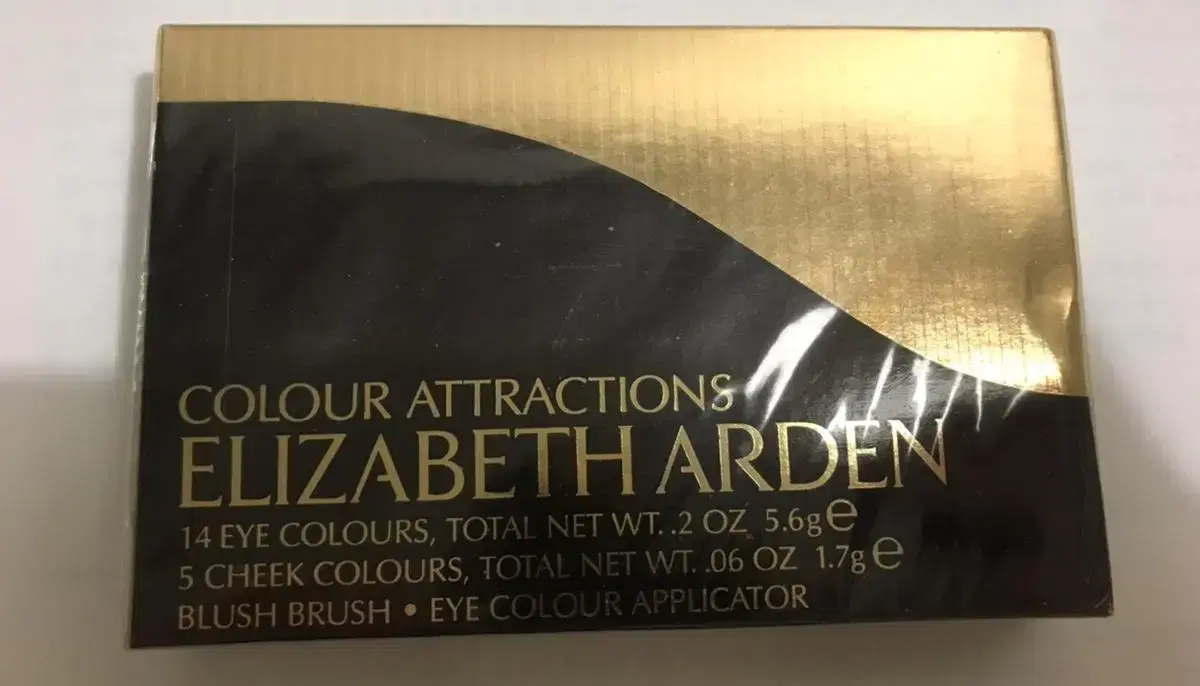 COLOUR ATTRACTIONS
ELIZABETH ARDEN
14 EYE COLOURS, TOTAL NET WT. .2 OZ 5.6g℮
5 CHEEK COLOURS, TOTAL NET WT. .06 OZ 1.7g℮
BLUSH BRUSH • EYE COLOUR APPLICATOR